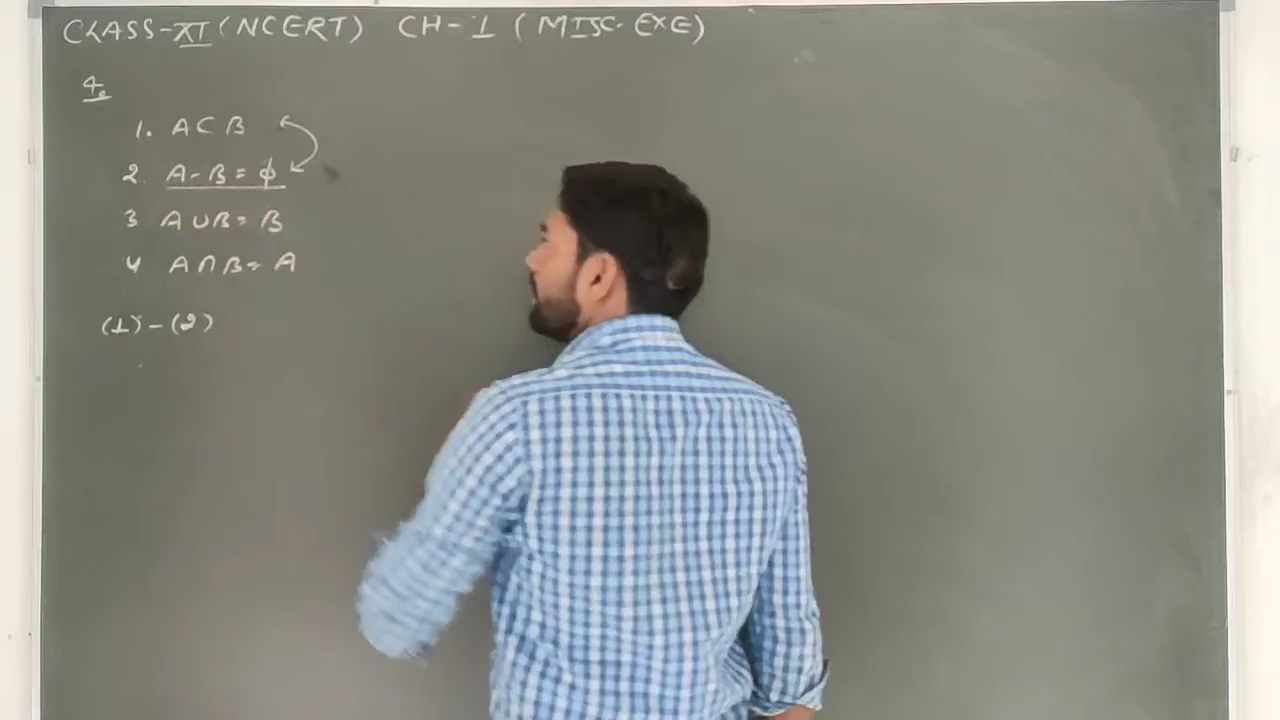 CLASS-XI (NCERT) CH-1 (MISC. EXE)
4.
1. A⊂B
2. A-B=ϕ
3 A∪B=B
4 A∩B=A
(1)-(2)